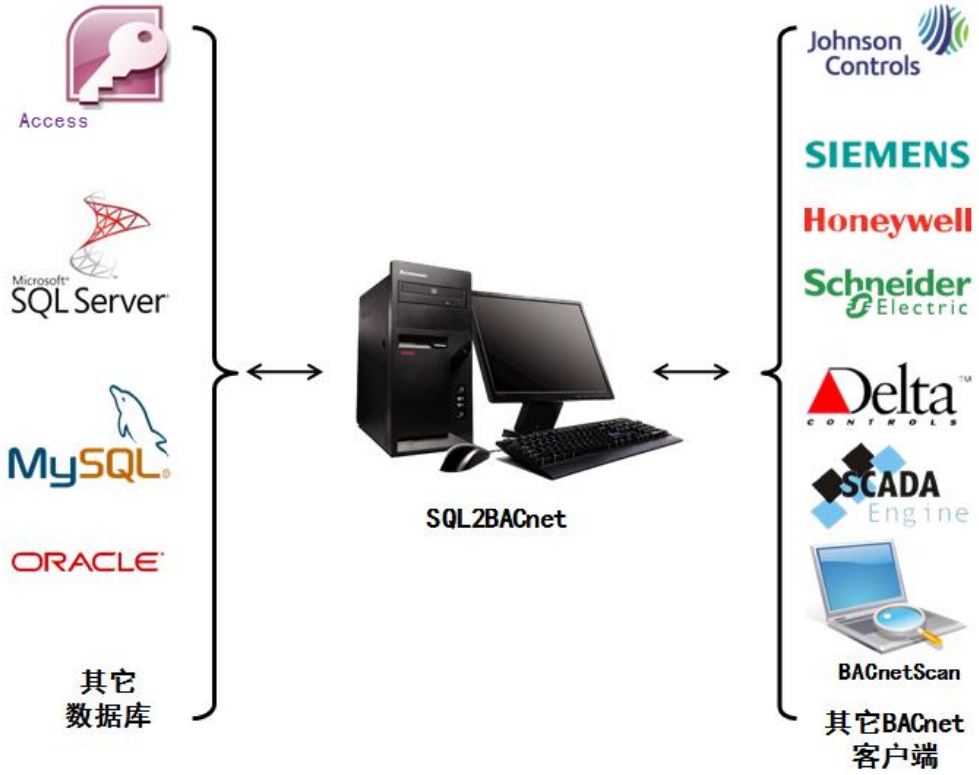 Access
Microsoft®
SQL Server®
MySQL®
ORACLE®
其它
数据库
SQL2BACnet
Johnson
Controls
SIEMENS
Honeywell
Schneider
Electric
Delta™
CONTROLS
SCADA
Engine
BACnetScan
其它BACnet
客户端